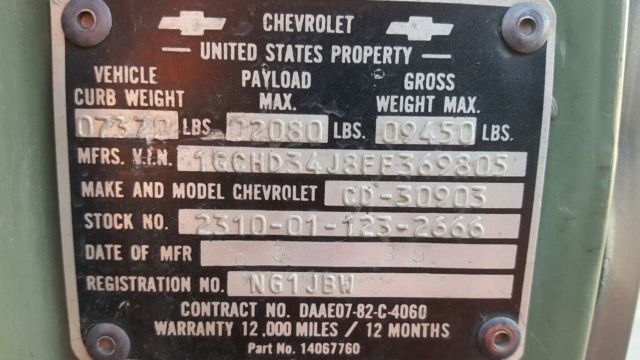 CHEVROLET
UNITED STATES PROPERTY
VEHICLE CURB WEIGHT PAYLOAD MAX. GROSS WEIGHT MAX.
07370 LBS. 02080 LBS. 09450 LBS.
MFRS. V.I.N. 1GCHD34J8FF369805
MAKE AND MODEL CHEVROLET CD-30903
STOCK NO. 2310-01-123-2666
DATE OF MFR
REGISTRATION NO. NG1JBW
CONTRACT NO. DAAE07-82-C-4060
WARRANTY 12,000 MILES / 12 MONTHS
Part No. 14067760